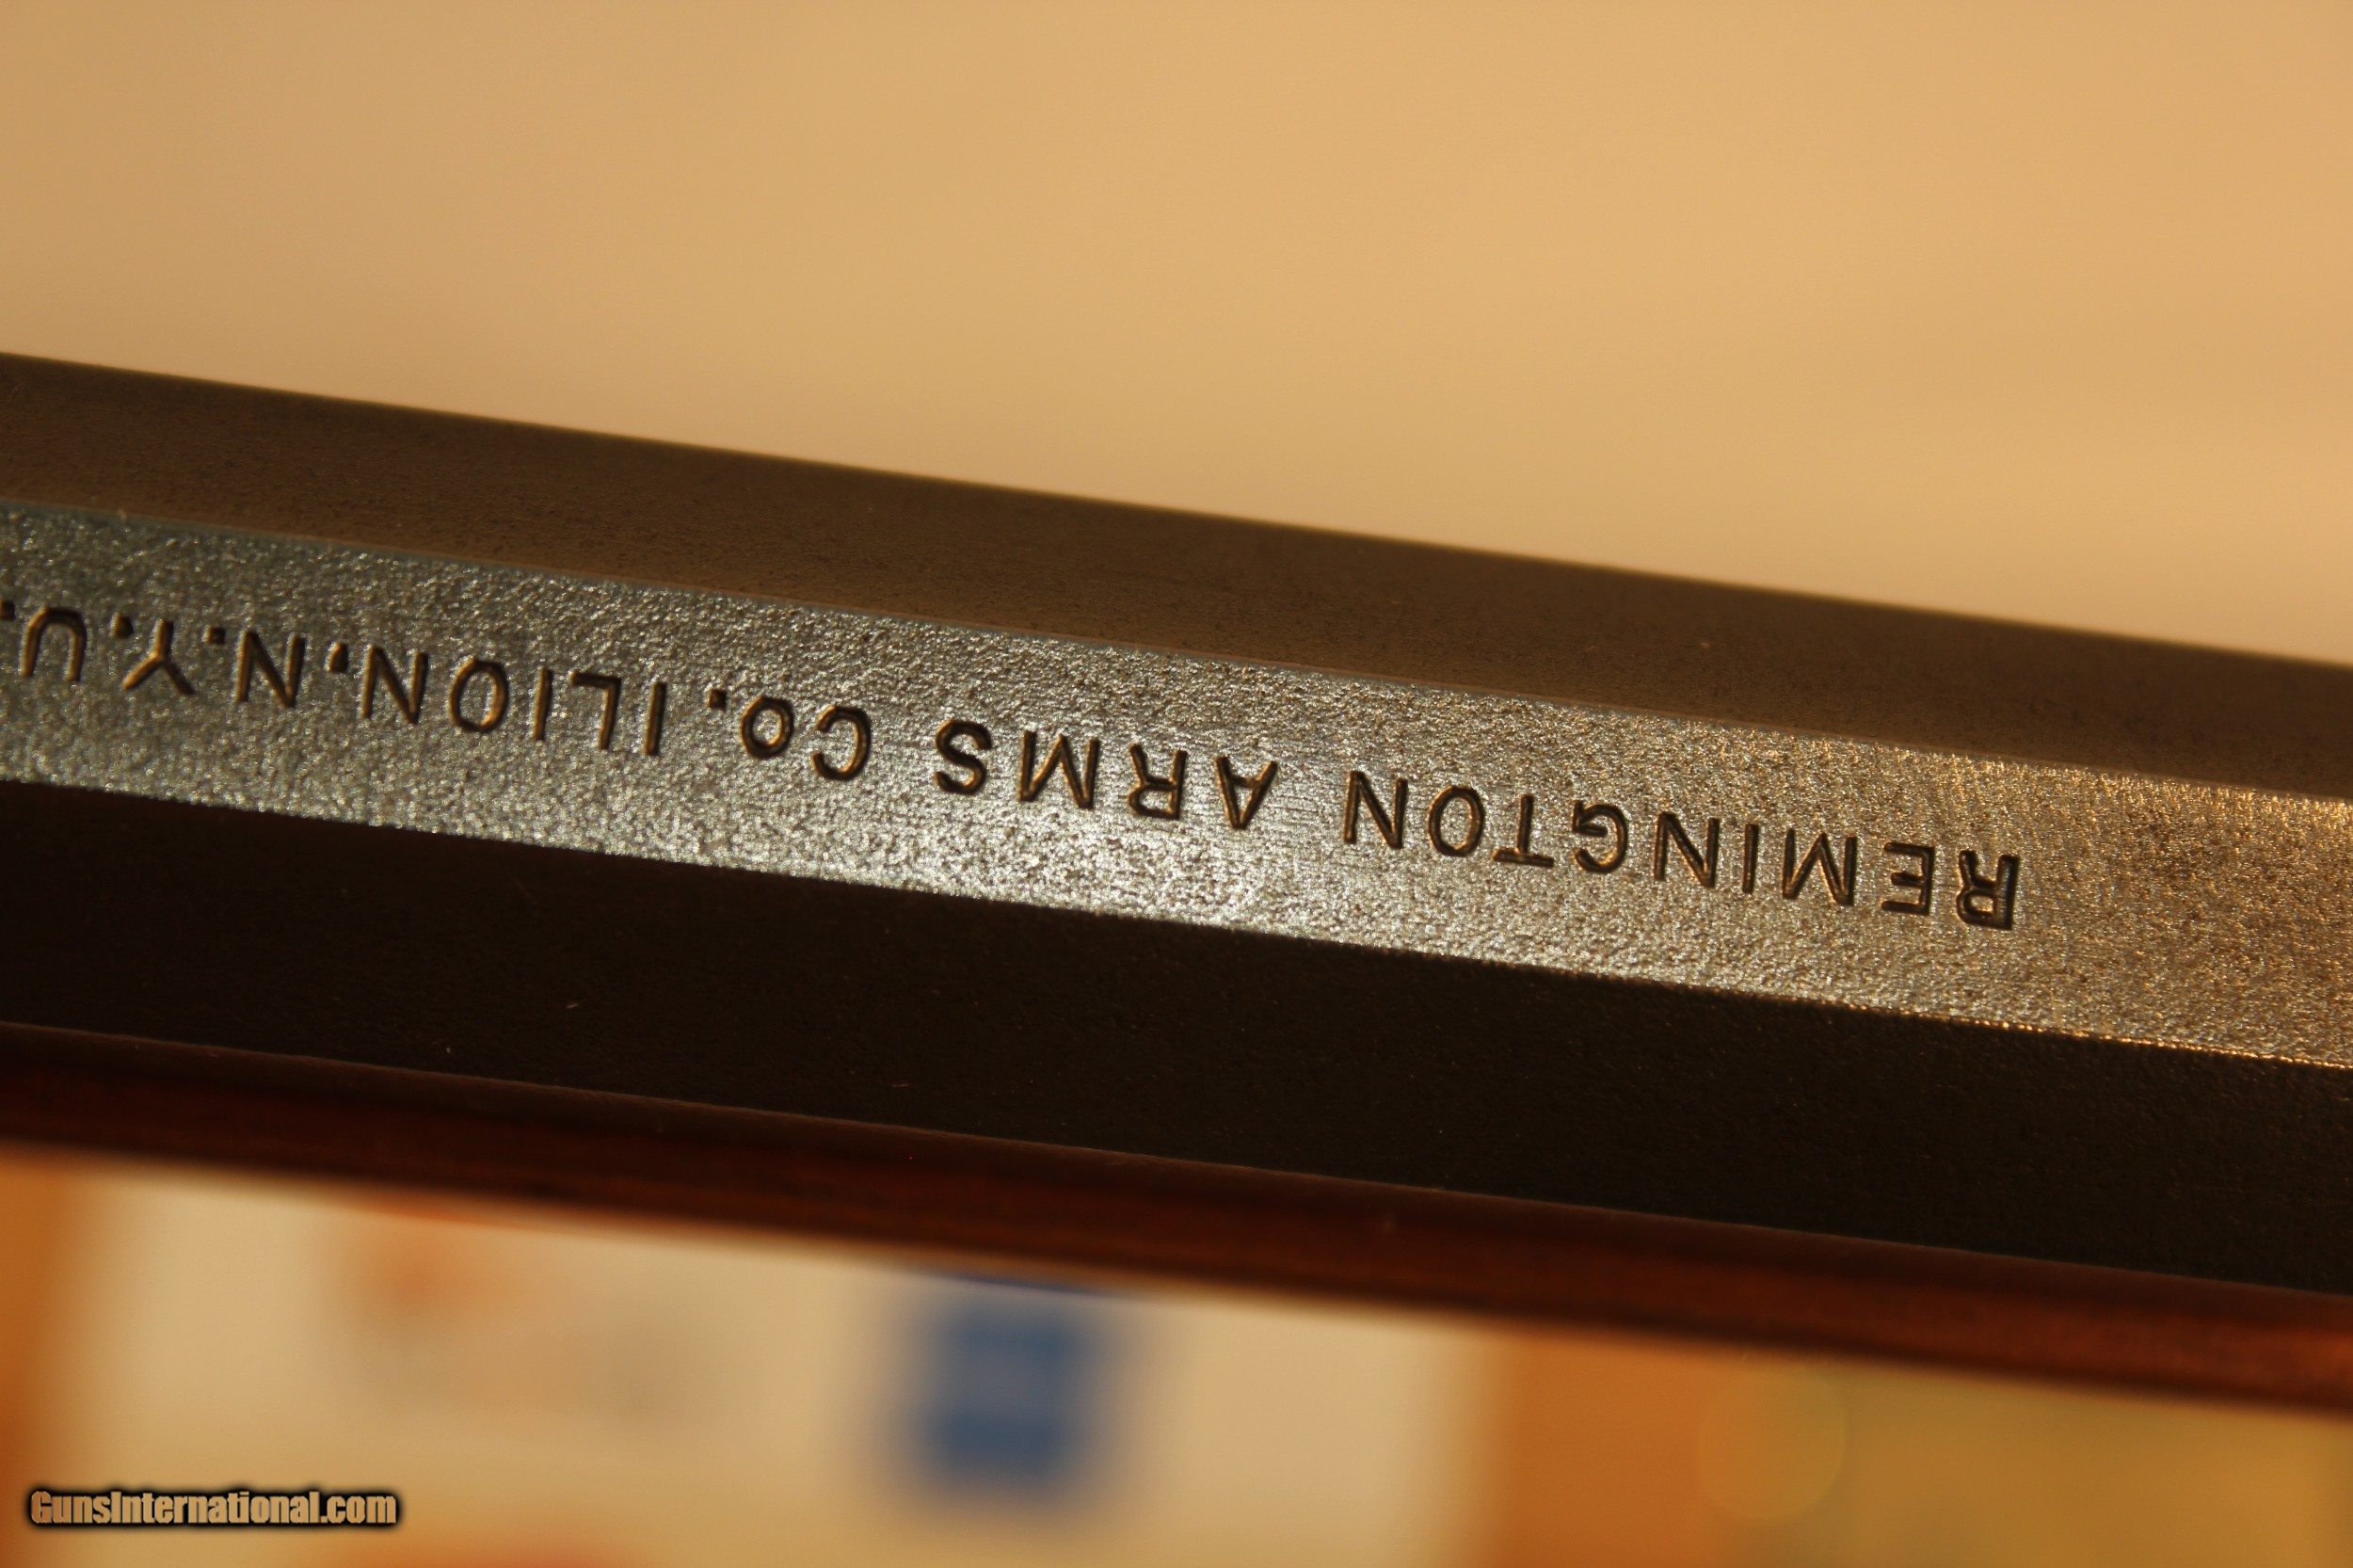 REMINGTON ARMS Co. ILION, N.Y. U.
GunsInternational.com